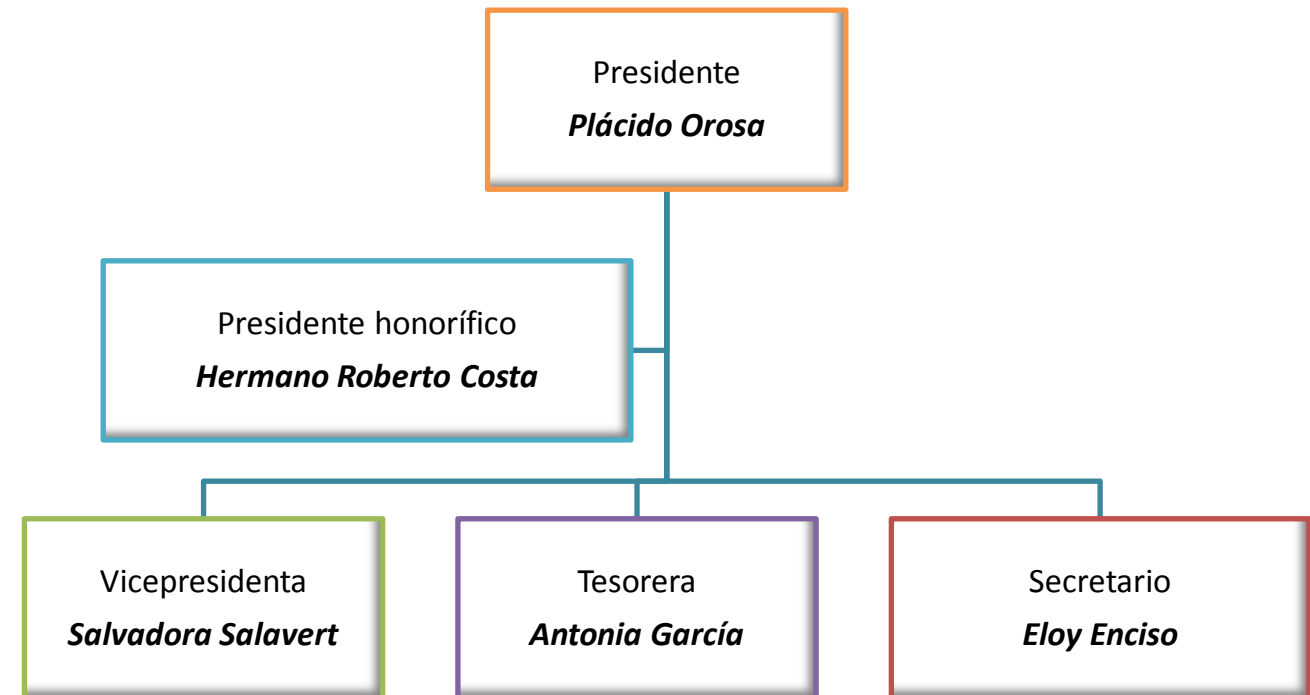 Presidente
Plácido Orosa
Presidente honorífico
Hermano Roberto Costa
Vicepresidenta
Salvadora Salavert
Tesorera
Antonia García
Secretario
Eloy Enciso